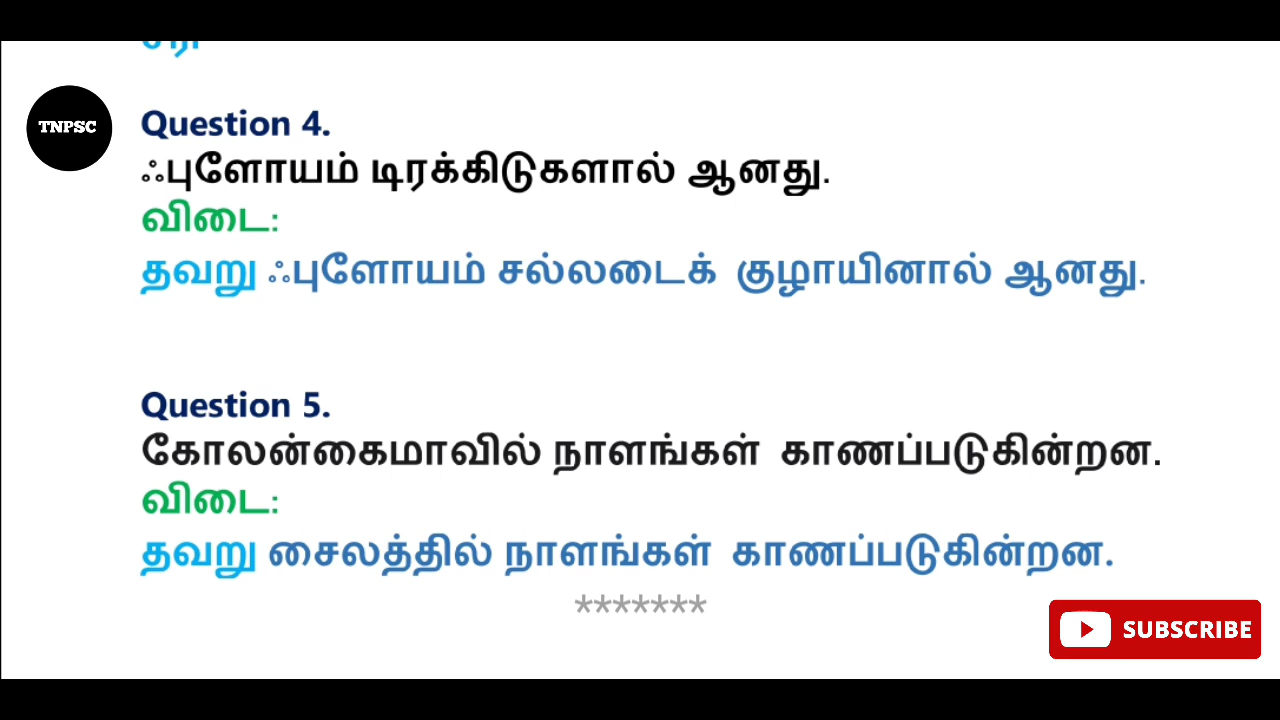 சரி
TNPSC
Question 4.
ஃபுளோயம் டிரக்கிடுகளால் ஆனது.
விடை:
தவறு ஃபுளோயம் சல்லடைக் குழாயினால் ஆனது.
Question 5.
கோலன்கைமாவில் நாளங்கள் காணப்படுகின்றன.
விடை:
தவறு சைலத்தில் நாளங்கள் காணப்படுகின்றன.
*******
SUBSCRIBE